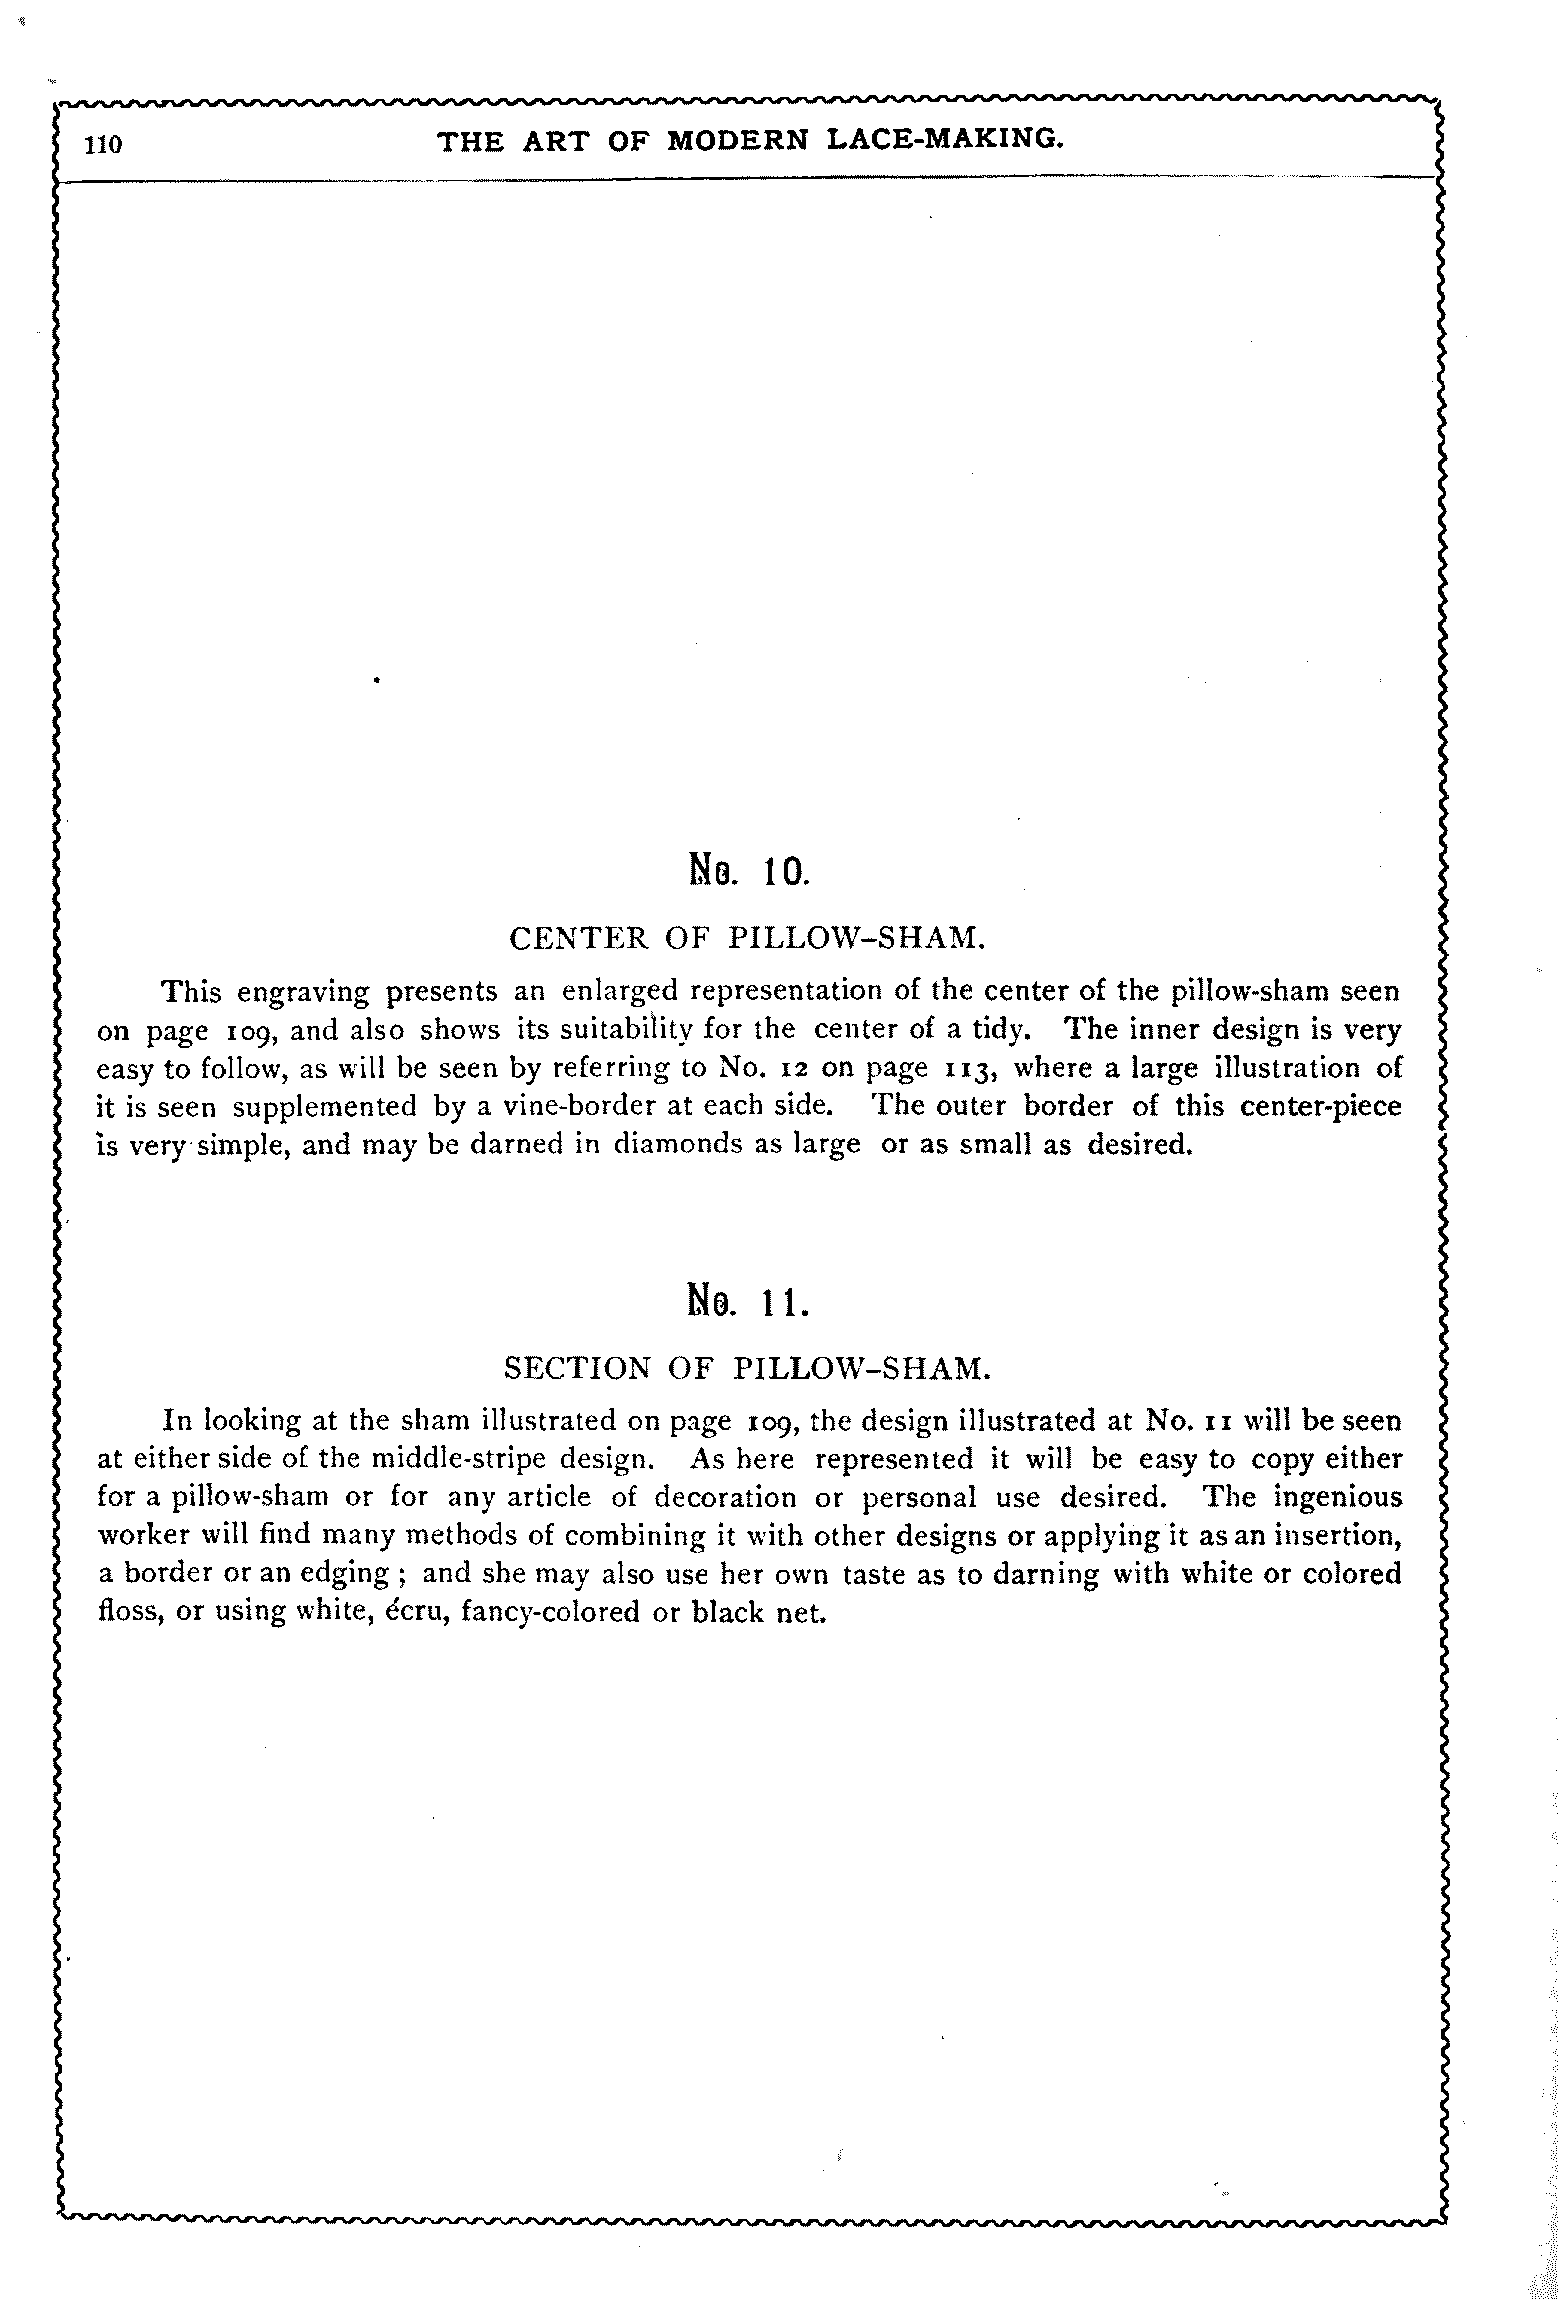 110 THE ART OF MODERN LACE-MAKING.
No. 10.
CENTER OF PILLOW-SHAM.
This engraving presents an enlarged representation of the center of the pillow-sham seen
on page 109, and also shows its suitability for the center of a tidy. The inner design is very
easy to follow, as will be seen by referring to No. 12 on page 113, where a large illustration of
it is seen supplemented by a vine-border at each side. The outer border of this center-piece
is very simple, and may be darned in diamonds as large or as small as desired.
No. 11.
SECTION OF PILLOW-SHAM.
In looking at the sham illustrated on page 109, the design illustrated at No. 11 will be seen
at either side of the middle-stripe design. As here represented it will be easy to copy either
for a pillow-sham or for any article of decoration or personal use desired. The ingenious
worker will find many methods of combining it with other designs or applying it as an insertion,
a border or an edging ; and she may also use her own taste as to darning with white or colored
floss, or using white, écru, fancy-colored or black net.